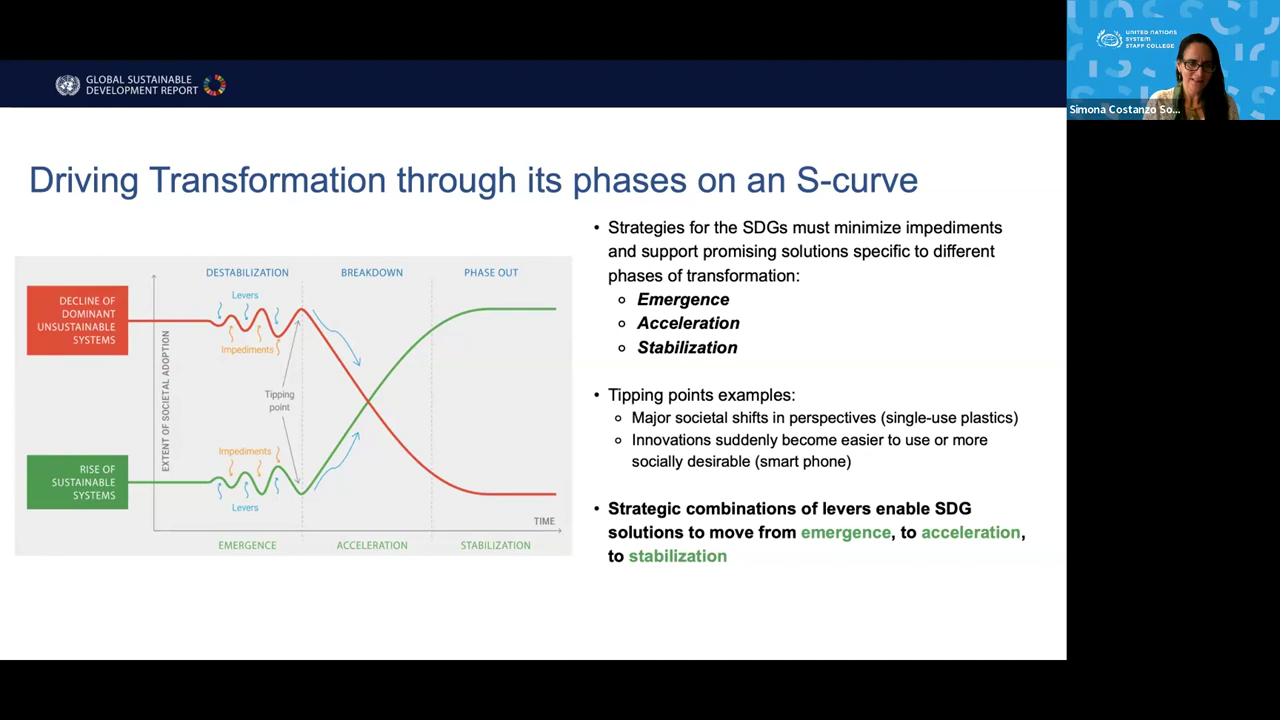 UNITED NATIONS
SYSTEM
STAFF COLLEGE
Simona Costanzo So...
GLOBAL SUSTAINABLE
DEVELOPMENT REPORT
Driving Transformation through its phases on an S-curve
DESTABILIZATION
BREAKDOWN
PHASE OUT
DECLINE OF
DOMINANT
UNSUSTAINABLE
SYSTEMS
Levers
Impediments
EXTENT OF SOCIETAL ADOPTION
Tipping
point
RISE OF
SUSTAINABLE
SYSTEMS
Impediments
Levers
TIME
EMERGENCE
ACCELERATION
STABILIZATION
• Strategies for the SDGs must minimize impediments
and support promising solutions specific to different
phases of transformation:
○ Emergence
○ Acceleration
○ Stabilization
• Tipping points examples:
○ Major societal shifts in perspectives (single-use plastics)
○ Innovations suddenly become easier to use or more
socially desirable (smart phone)
• Strategic combinations of levers enable SDG
solutions to move from emergence, to acceleration,
to stabilization